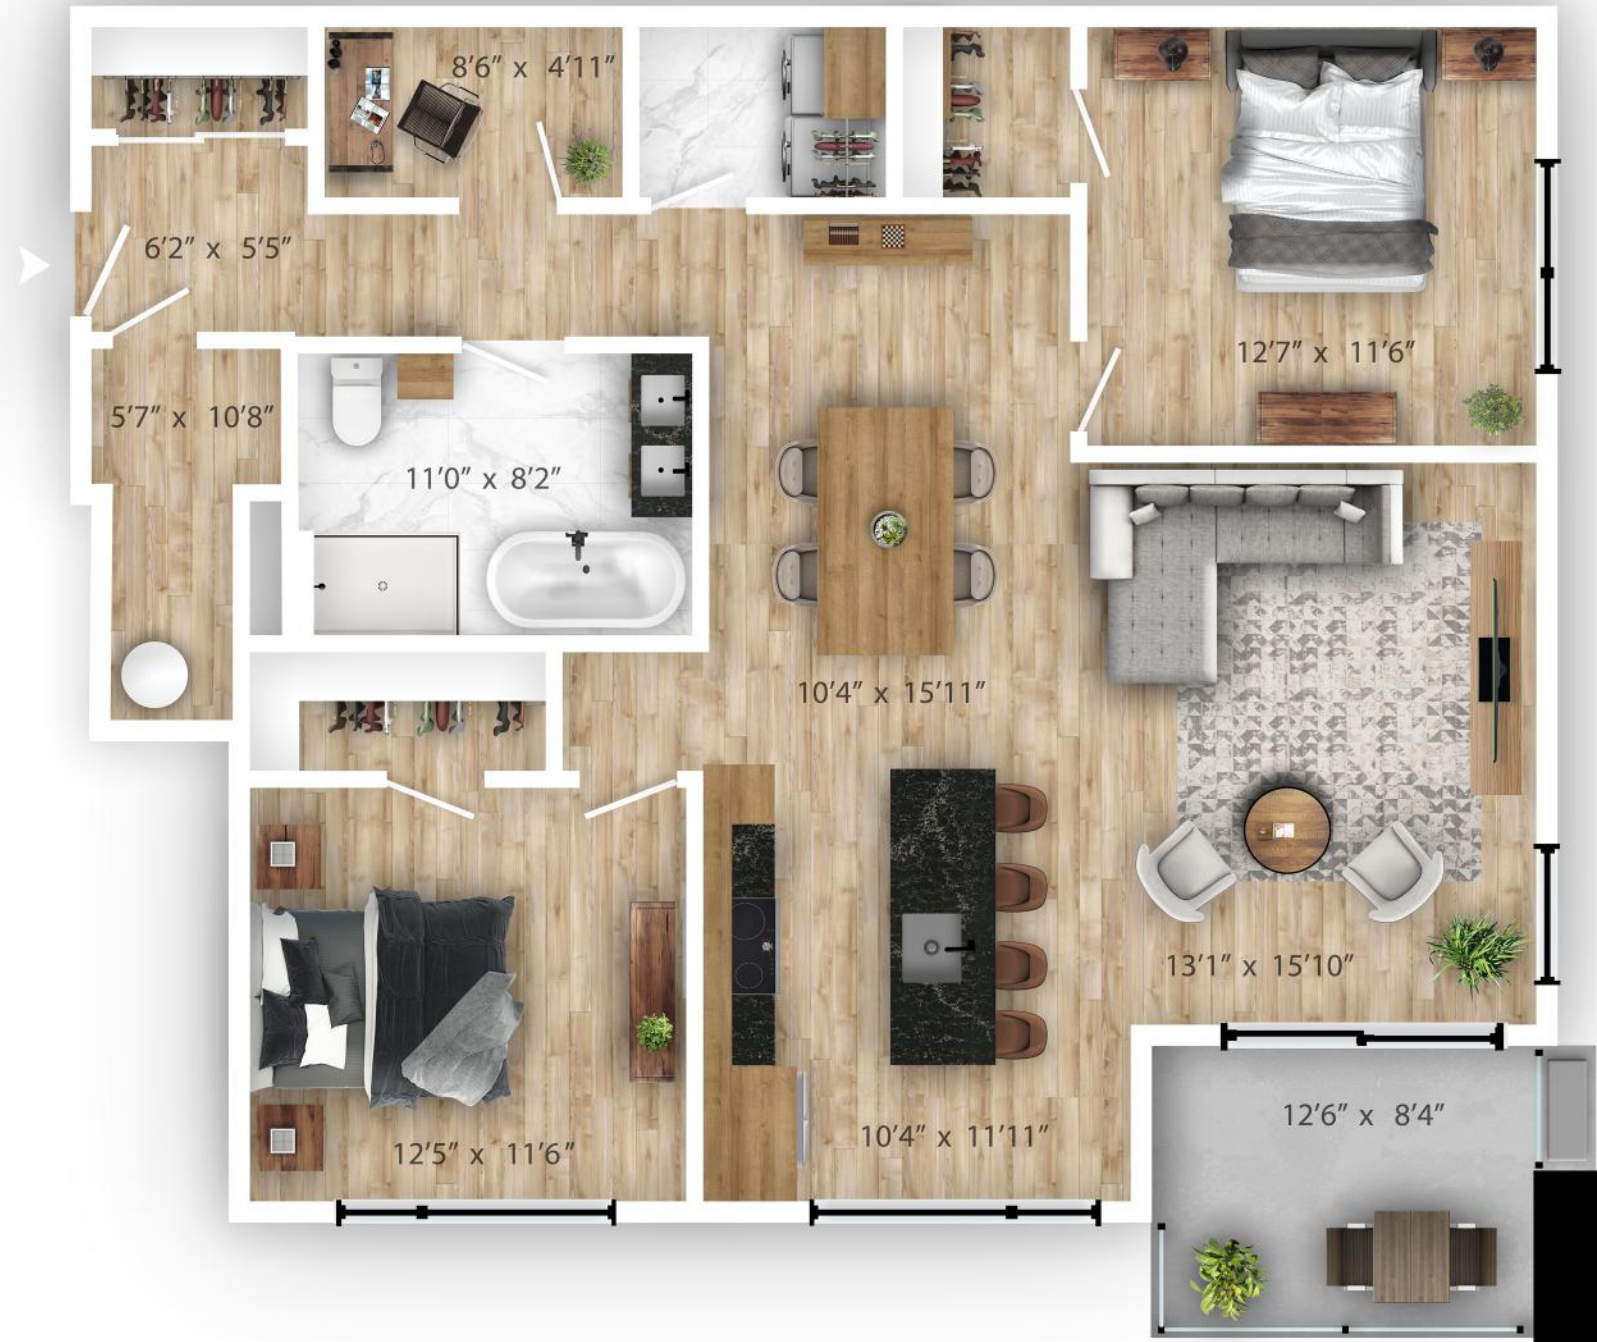 8'6" x 4'11"
6'2" x 5'5"
12'7" x 11'6"
5'7" x 10'8"
11'0" x 8'2"
10'4" x 15'11"
13'1" x 15'10"
12'6" x 8'4"
10'4" x 11'11"
12'5" x 11'6"